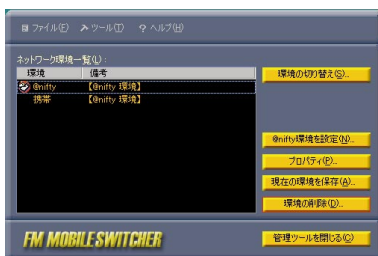 ファイル(F) ツール(T) ヘルプ(H)
ネットワーク環境一覧(L):
環境 備考
@nifty 【@nifty 環境】
携帯 【@nifty 環境】
環境の切り替え(S)...
@nifty環境を設定(N)...
プロパティ(P)...
現在の環境を保存(A)...
環境の削除(D)...
FM MOBILE SWITCHER
管理ツールを閉じる(C)